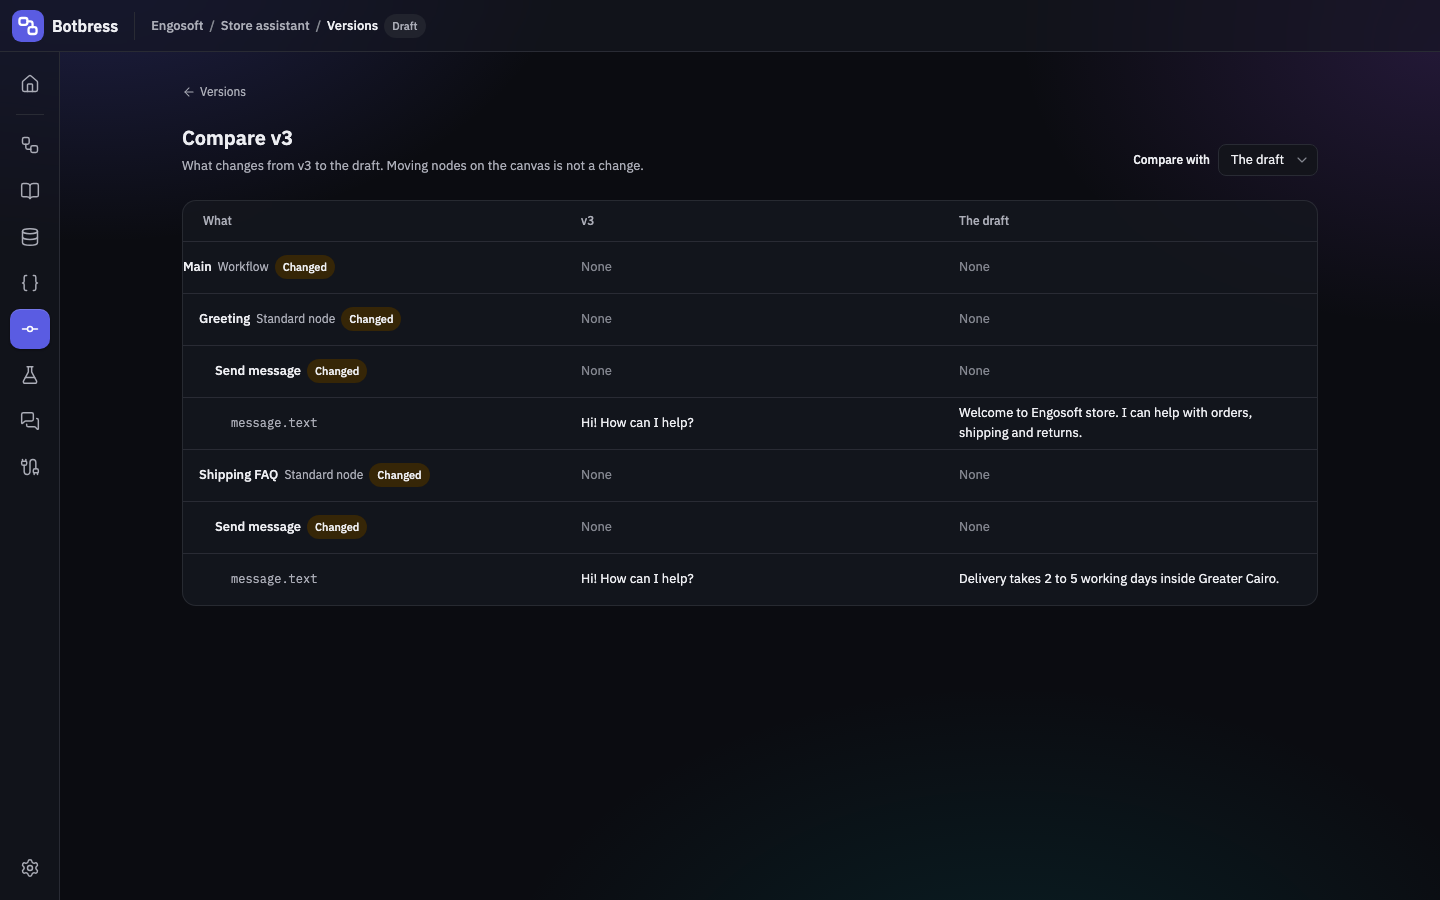 Botbress
Engosoft / Store assistant / Versions Draft
Versions
Compare v3
What changes from v3 to the draft. Moving nodes on the canvas is not a change.
Compare with The draft
What v3 The draft
Main Workflow Changed None None
Greeting Standard node Changed None None
Send message Changed None None
message.text Hi! How can I help? Welcome to Engosoft store. I can help with orders,
shipping and returns.
Shipping FAQ Standard node Changed None None
Send message Changed None None
message.text Hi! How can I help? Delivery takes 2 to 5 working days inside Greater Cairo.